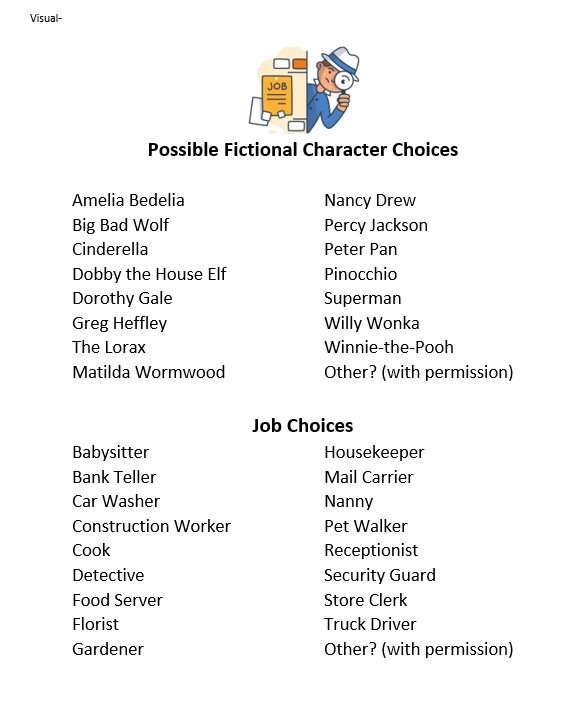 Visual-
JOB
Possible Fictional Character Choices
Amelia Bedelia
Big Bad Wolf
Cinderella
Dobby the House Elf
Dorothy Gale
Greg Heffley
The Lorax
Matilda Wormwood
Nancy Drew
Percy Jackson
Peter Pan
Pinocchio
Superman
Willy Wonka
Winnie-the-Pooh
Other? (with permission)
Job Choices
Babysitter
Bank Teller
Car Washer
Construction Worker
Cook
Detective
Food Server
Florist
Gardener
Housekeeper
Mail Carrier
Nanny
Pet Walker
Receptionist
Security Guard
Store Clerk
Truck Driver
Other? (with permission)